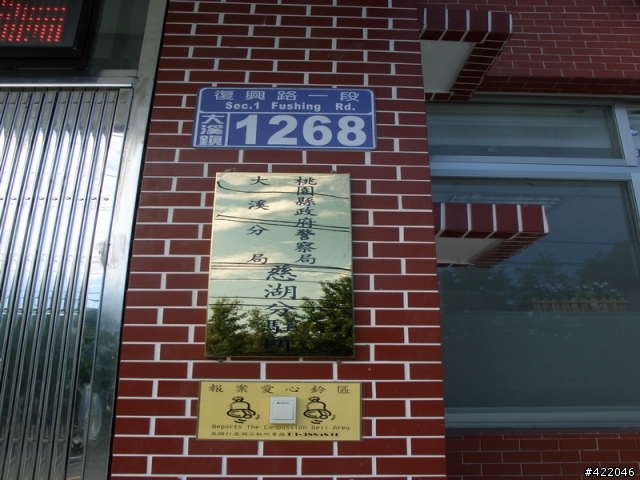 復興路一段
Sec.1 Fushing Rd.
大溪鎮
1268
桃園縣政府警察局
大溪分局
慈湖分駐所
報案愛心鈴區
Reports The Compassion Bell Area
#422046